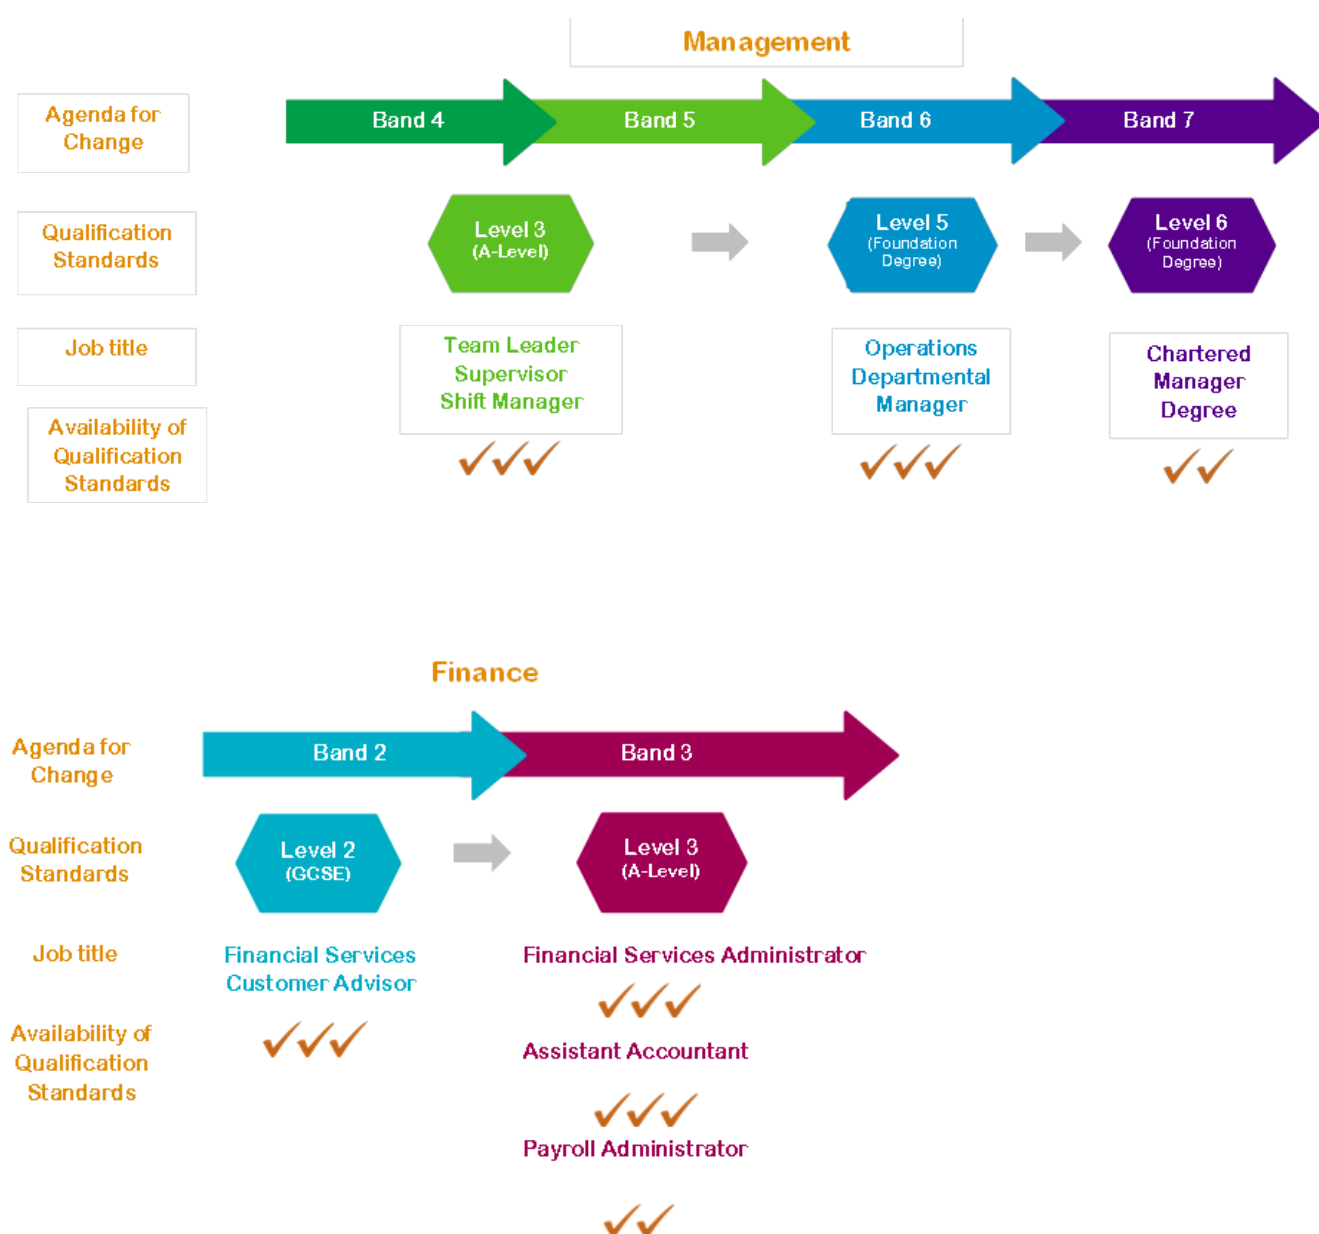 Management
Agenda for
Change
Band 4
Band 5
Band 6
Band 7
Qualification
Standards
Level 3
(A-Level)
Level 5
(Foundation
Degree)
Level 6
(Foundation
Degree)
Job title
Team Leader
Supervisor
Shift Manager
Operations
Departmental
Manager
Chartered
Manager
Degree
Availability of
Qualification
Standards
Finance
Agenda for
Change
Band 2
Band 3
Qualification
Standards
Level 2
(GCSE)
Level 3
(A-Level)
Job title
Financial Services
Customer Advisor
Financial Services Administrator
Availability of
Qualification
Standards
Assistant Accountant
Payroll Administrator